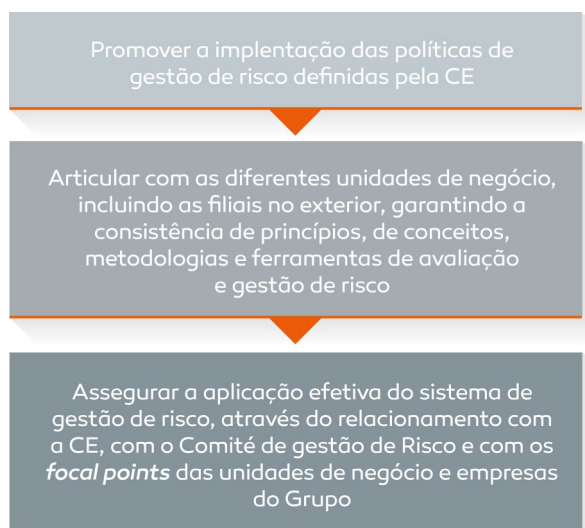 Promover a implentação das políticas de
gestão de risco definidas pela CE
Articular com as diferentes unidades de negócio,
incluindo as filiais no exterior, garantindo a
consistência de princípios, de conceitos,
metodologias e ferramentas de avaliação
e gestão de risco
Assegurar a aplicação efetiva do sistema de
gestão de risco, através do relacionamento com
a CE, com o Comité de gestão de Risco e com os
focal points das unidades de negócio e empresas
do Grupo